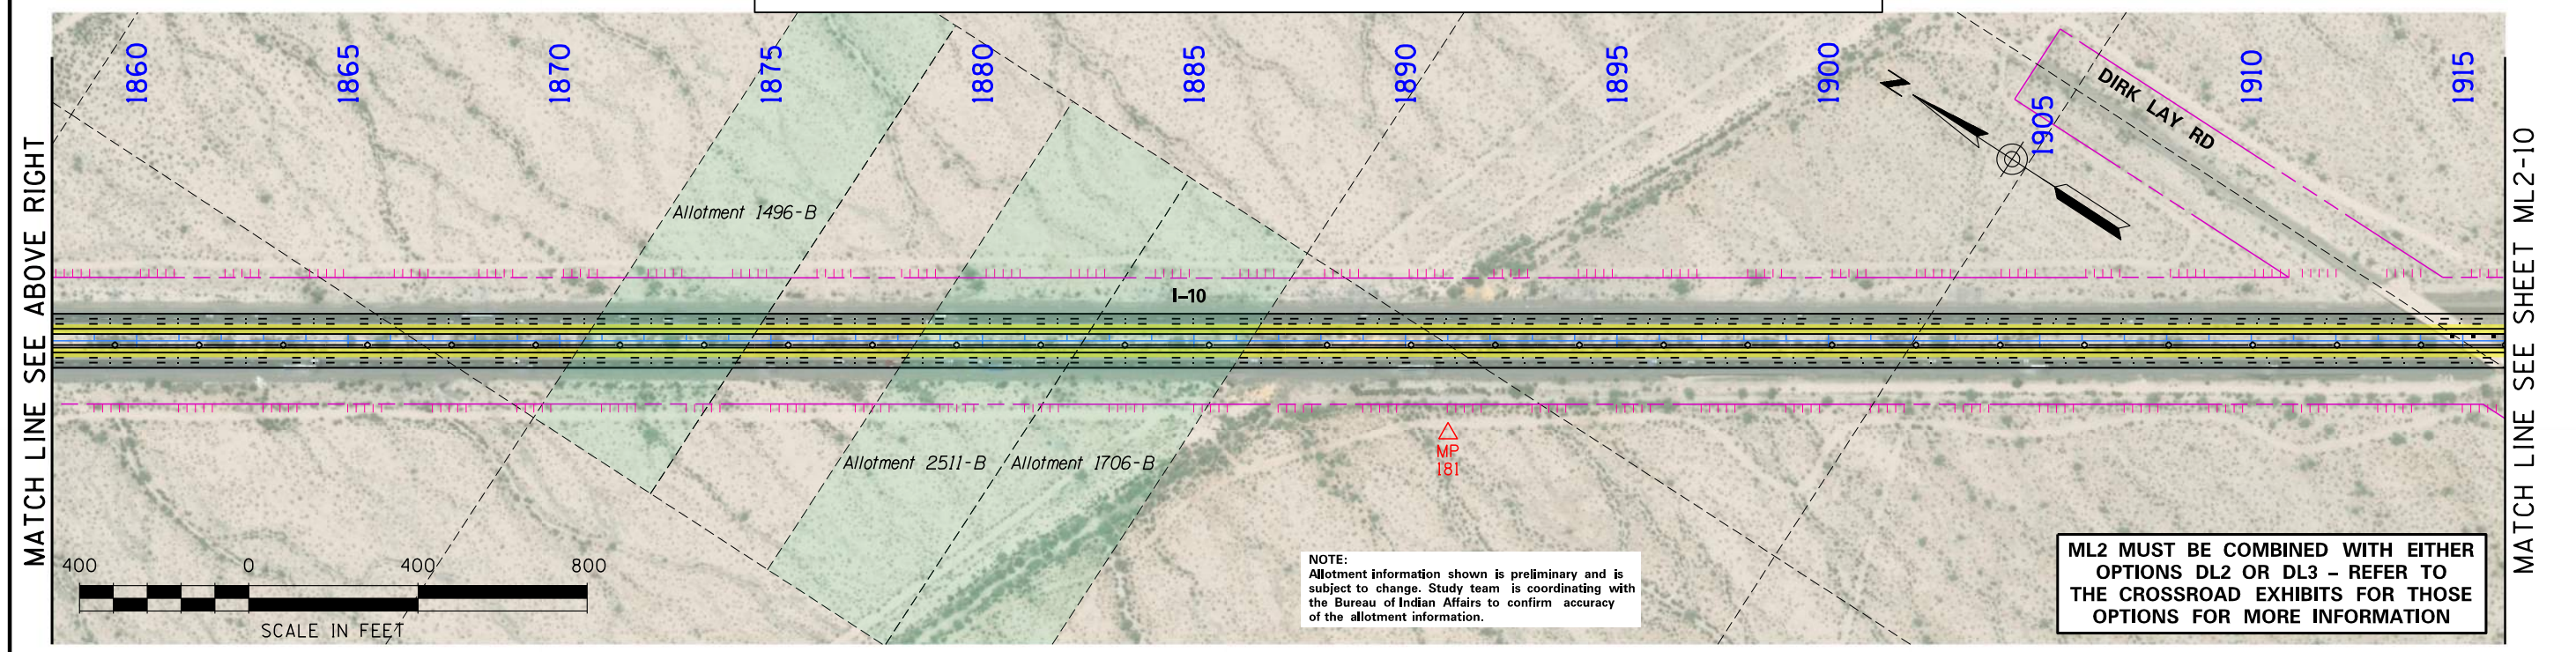 1860
1865
1870
1875
1880
1885
1890
1895
1900
1905
1910
1915
N
DIRK LAY RD
MATCH LINE SEE ABOVE RIGHT
MATCH LINE SEE SHEET ML2-10
Allotment 1496-B
I-10
Allotment 2511-B
Allotment 1706-B
MP
181
400 0 400 800
SCALE IN FEET
NOTE:
Allotment information shown is preliminary and is
subject to change. Study team is coordinating with
the Bureau of Indian Affairs to confirm accuracy
of the allotment information.
ML2 MUST BE COMBINED WITH EITHER
OPTIONS DL2 OR DL3 – REFER TO
THE CROSSROAD EXHIBITS FOR THOSE
OPTIONS FOR MORE INFORMATION